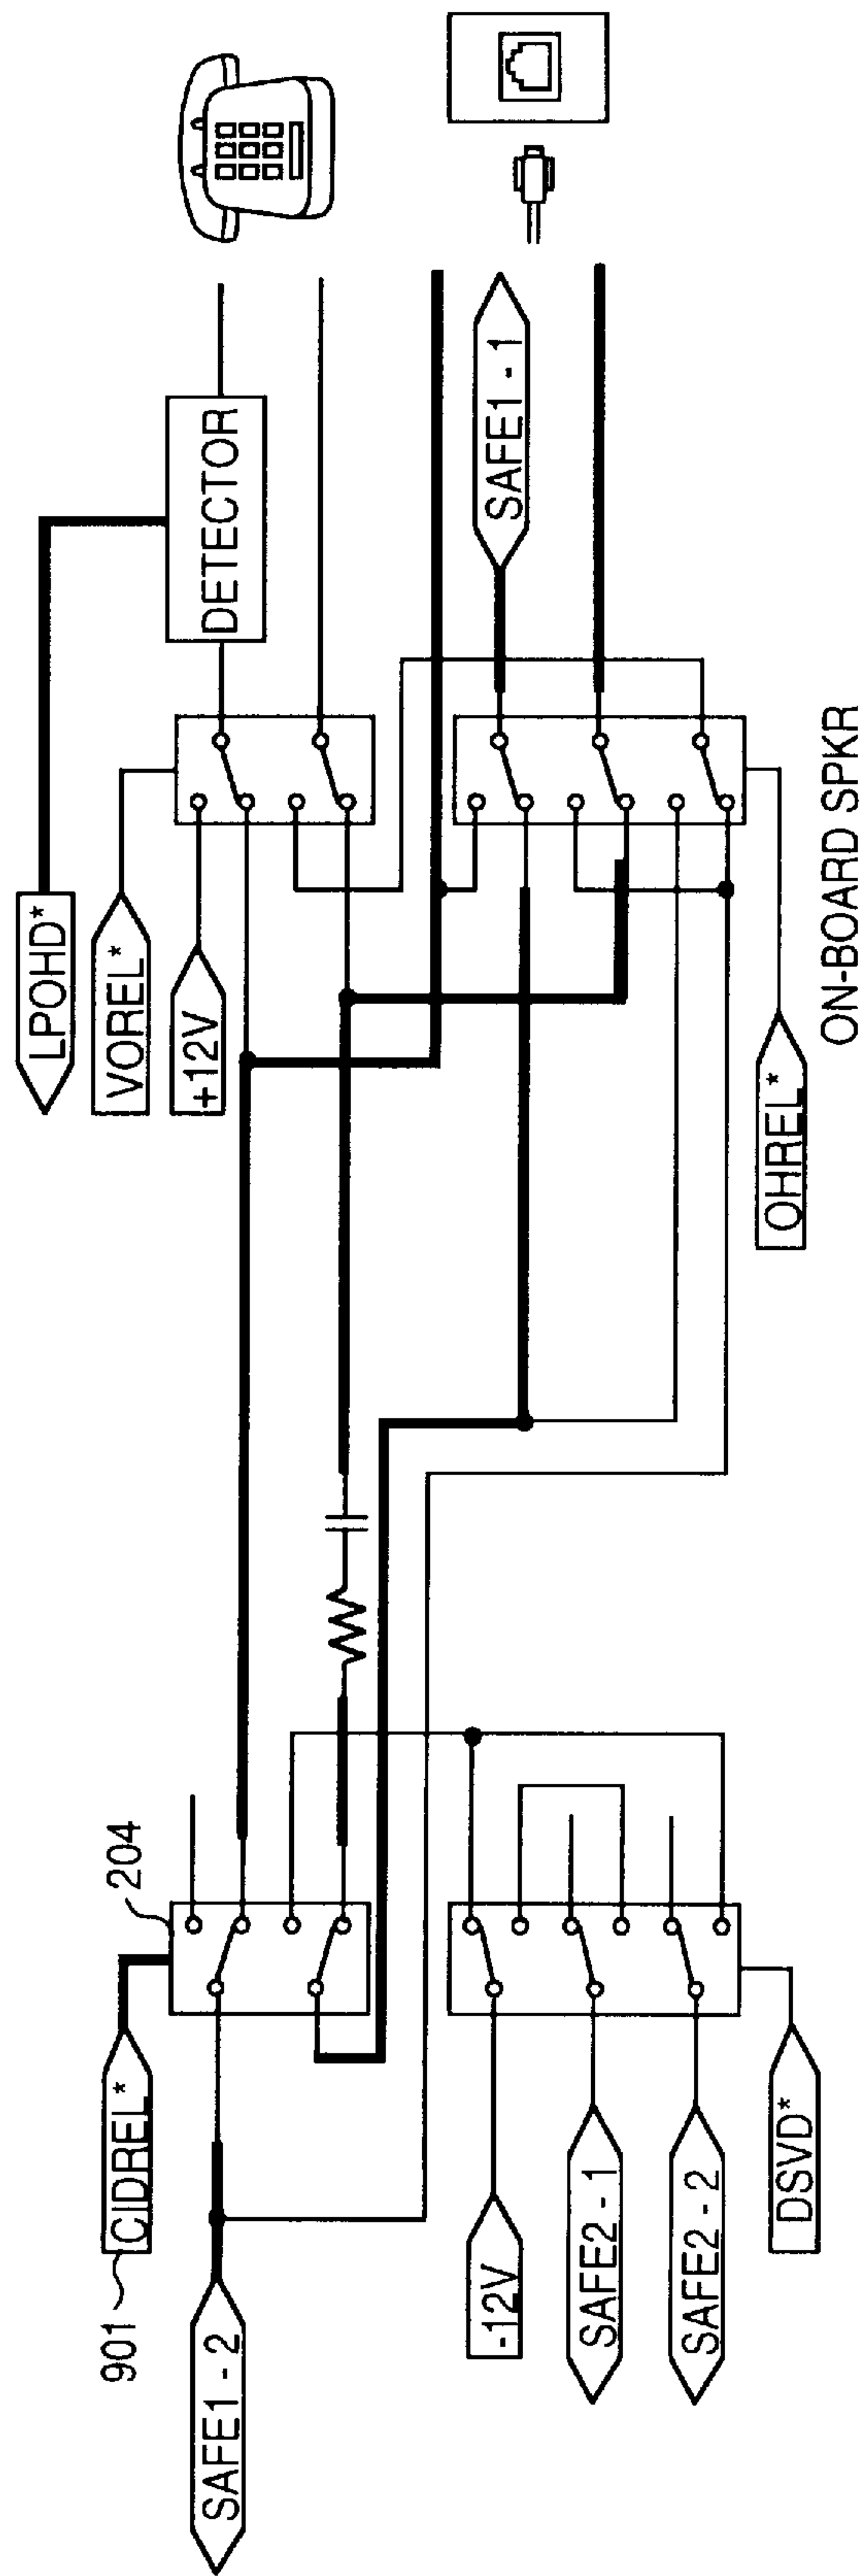 LPOHD*
VOREL*
+12V
DETECTOR
SAFE1 - 1
OHREL*
ON-BOARD SPKR
204
901
CIDREL*
SAFE1 - 2
-12V
SAFE2 - 1
SAFE2 - 2
DSVD*